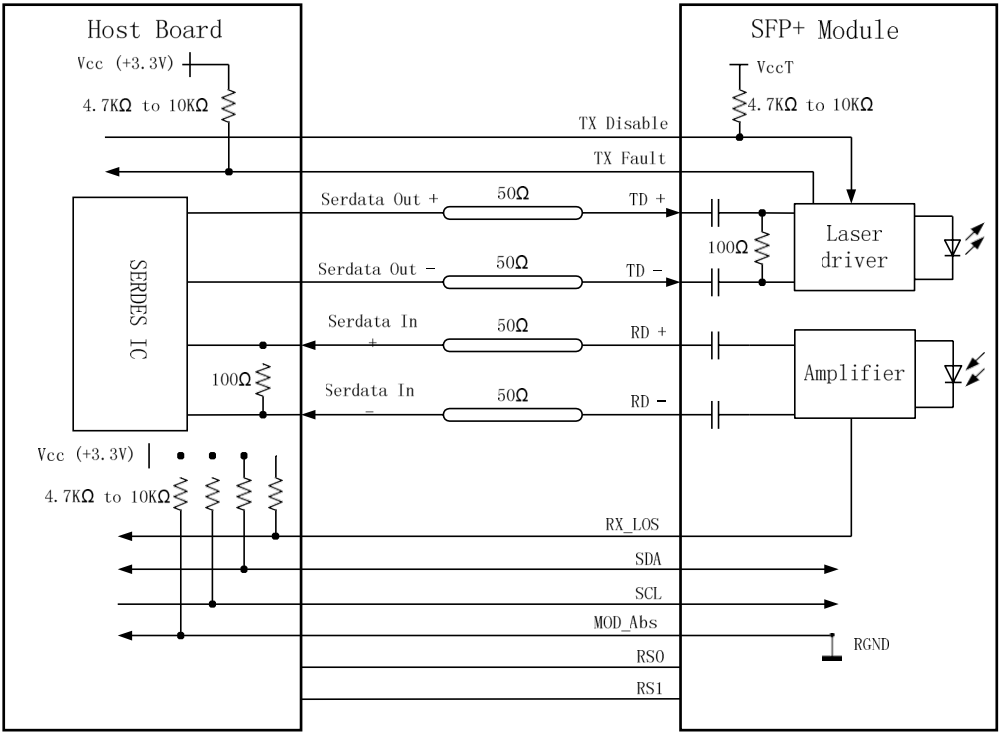 Host Board
SFP+ Module
Vcc (+3.3V)
VccT
4.7KΩ to 10KΩ
4.7KΩ to 10KΩ
TX Disable
TX Fault
Serdata Out +
50Ω
TD +
Laser
driver
100Ω
Serdata Out −
50Ω
TD −
SERDES IC
Serdata In
+
50Ω
RD +
Amplifier
100Ω
Serdata In
−
50Ω
RD −
Vcc (+3.3V)
4.7KΩ to 10KΩ
RX_LOS
SDA
SCL
MOD_Abs
RGND
RS0
RS1